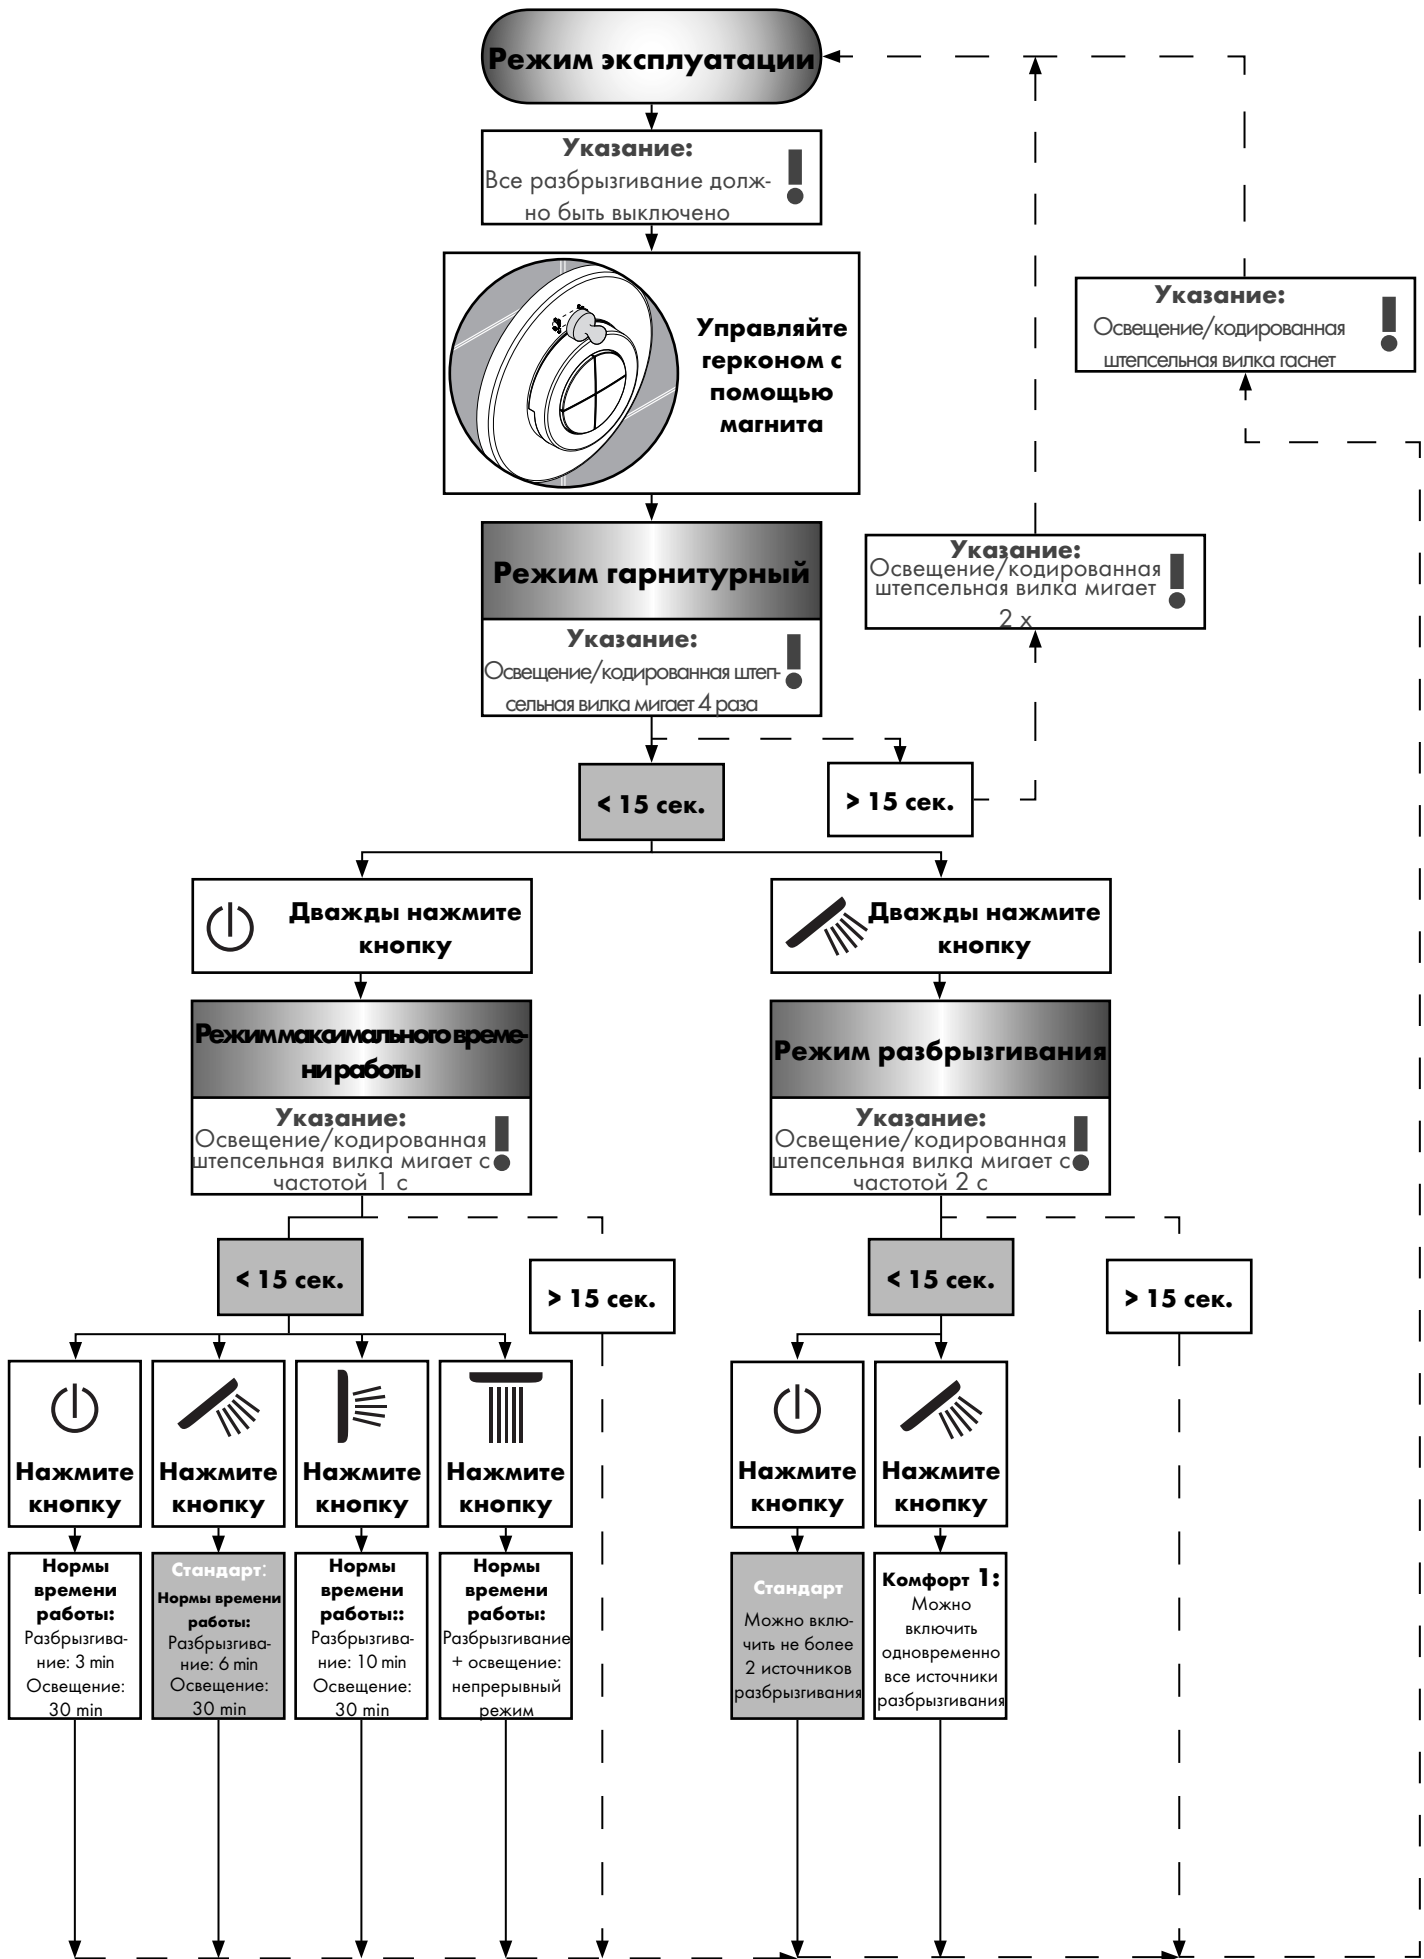 Режим эксплуатации
Указание:
Все разбрызгивание долж-
но быть выключено
Управляйте
герконом с
помощью
магнита
Указание:
Освещение/кодированная
штепсельная вилка гаснет
Режим гарнитурный
Указание:
Освещение/кодированная штеп-
сельная вилка мигает 4 раза
Указание:
Освещение/кодированная
штепсельная вилка мигает
2 x
< 15 сек.
> 15 сек.
Дважды нажмите
кнопку
Дважды нажмите
кнопку
Режим максимального време-
ни работы
Указание:
Освещение/кодированная
штепсельная вилка мигает с
частотой 1 с
Режим разбрызгивания
Указание:
Освещение/кодированная
штепсельная вилка мигает с
частотой 2 с
< 15 сек.
> 15 сек.
< 15 сек.
> 15 сек.
Нажмите
кнопку
Нажмите
кнопку
Нажмите
кнопку
Нажмите
кнопку
Нажмите
кнопку
Нажмите
кнопку
Нормы
времени
работы:
Разбрызгива-
ние: 3 min
Освещение:
30 min
Стандарт:
Нормы времени
работы:
Разбрызгива-
ние: 6 min
Освещение:
30 min
Нормы
времени
работы::
Разбрызгива-
ние: 10 min
Освещение:
30 min
Нормы
времени
работы:
Разбрызгивание
+ освещение:
непрерывный
режим
Стандарт
Можно вклю-
чить не более
2 источников
разбрызгивания
Комфорт 1:
Можно
включить
одновременно
все источники
разбрызгивания